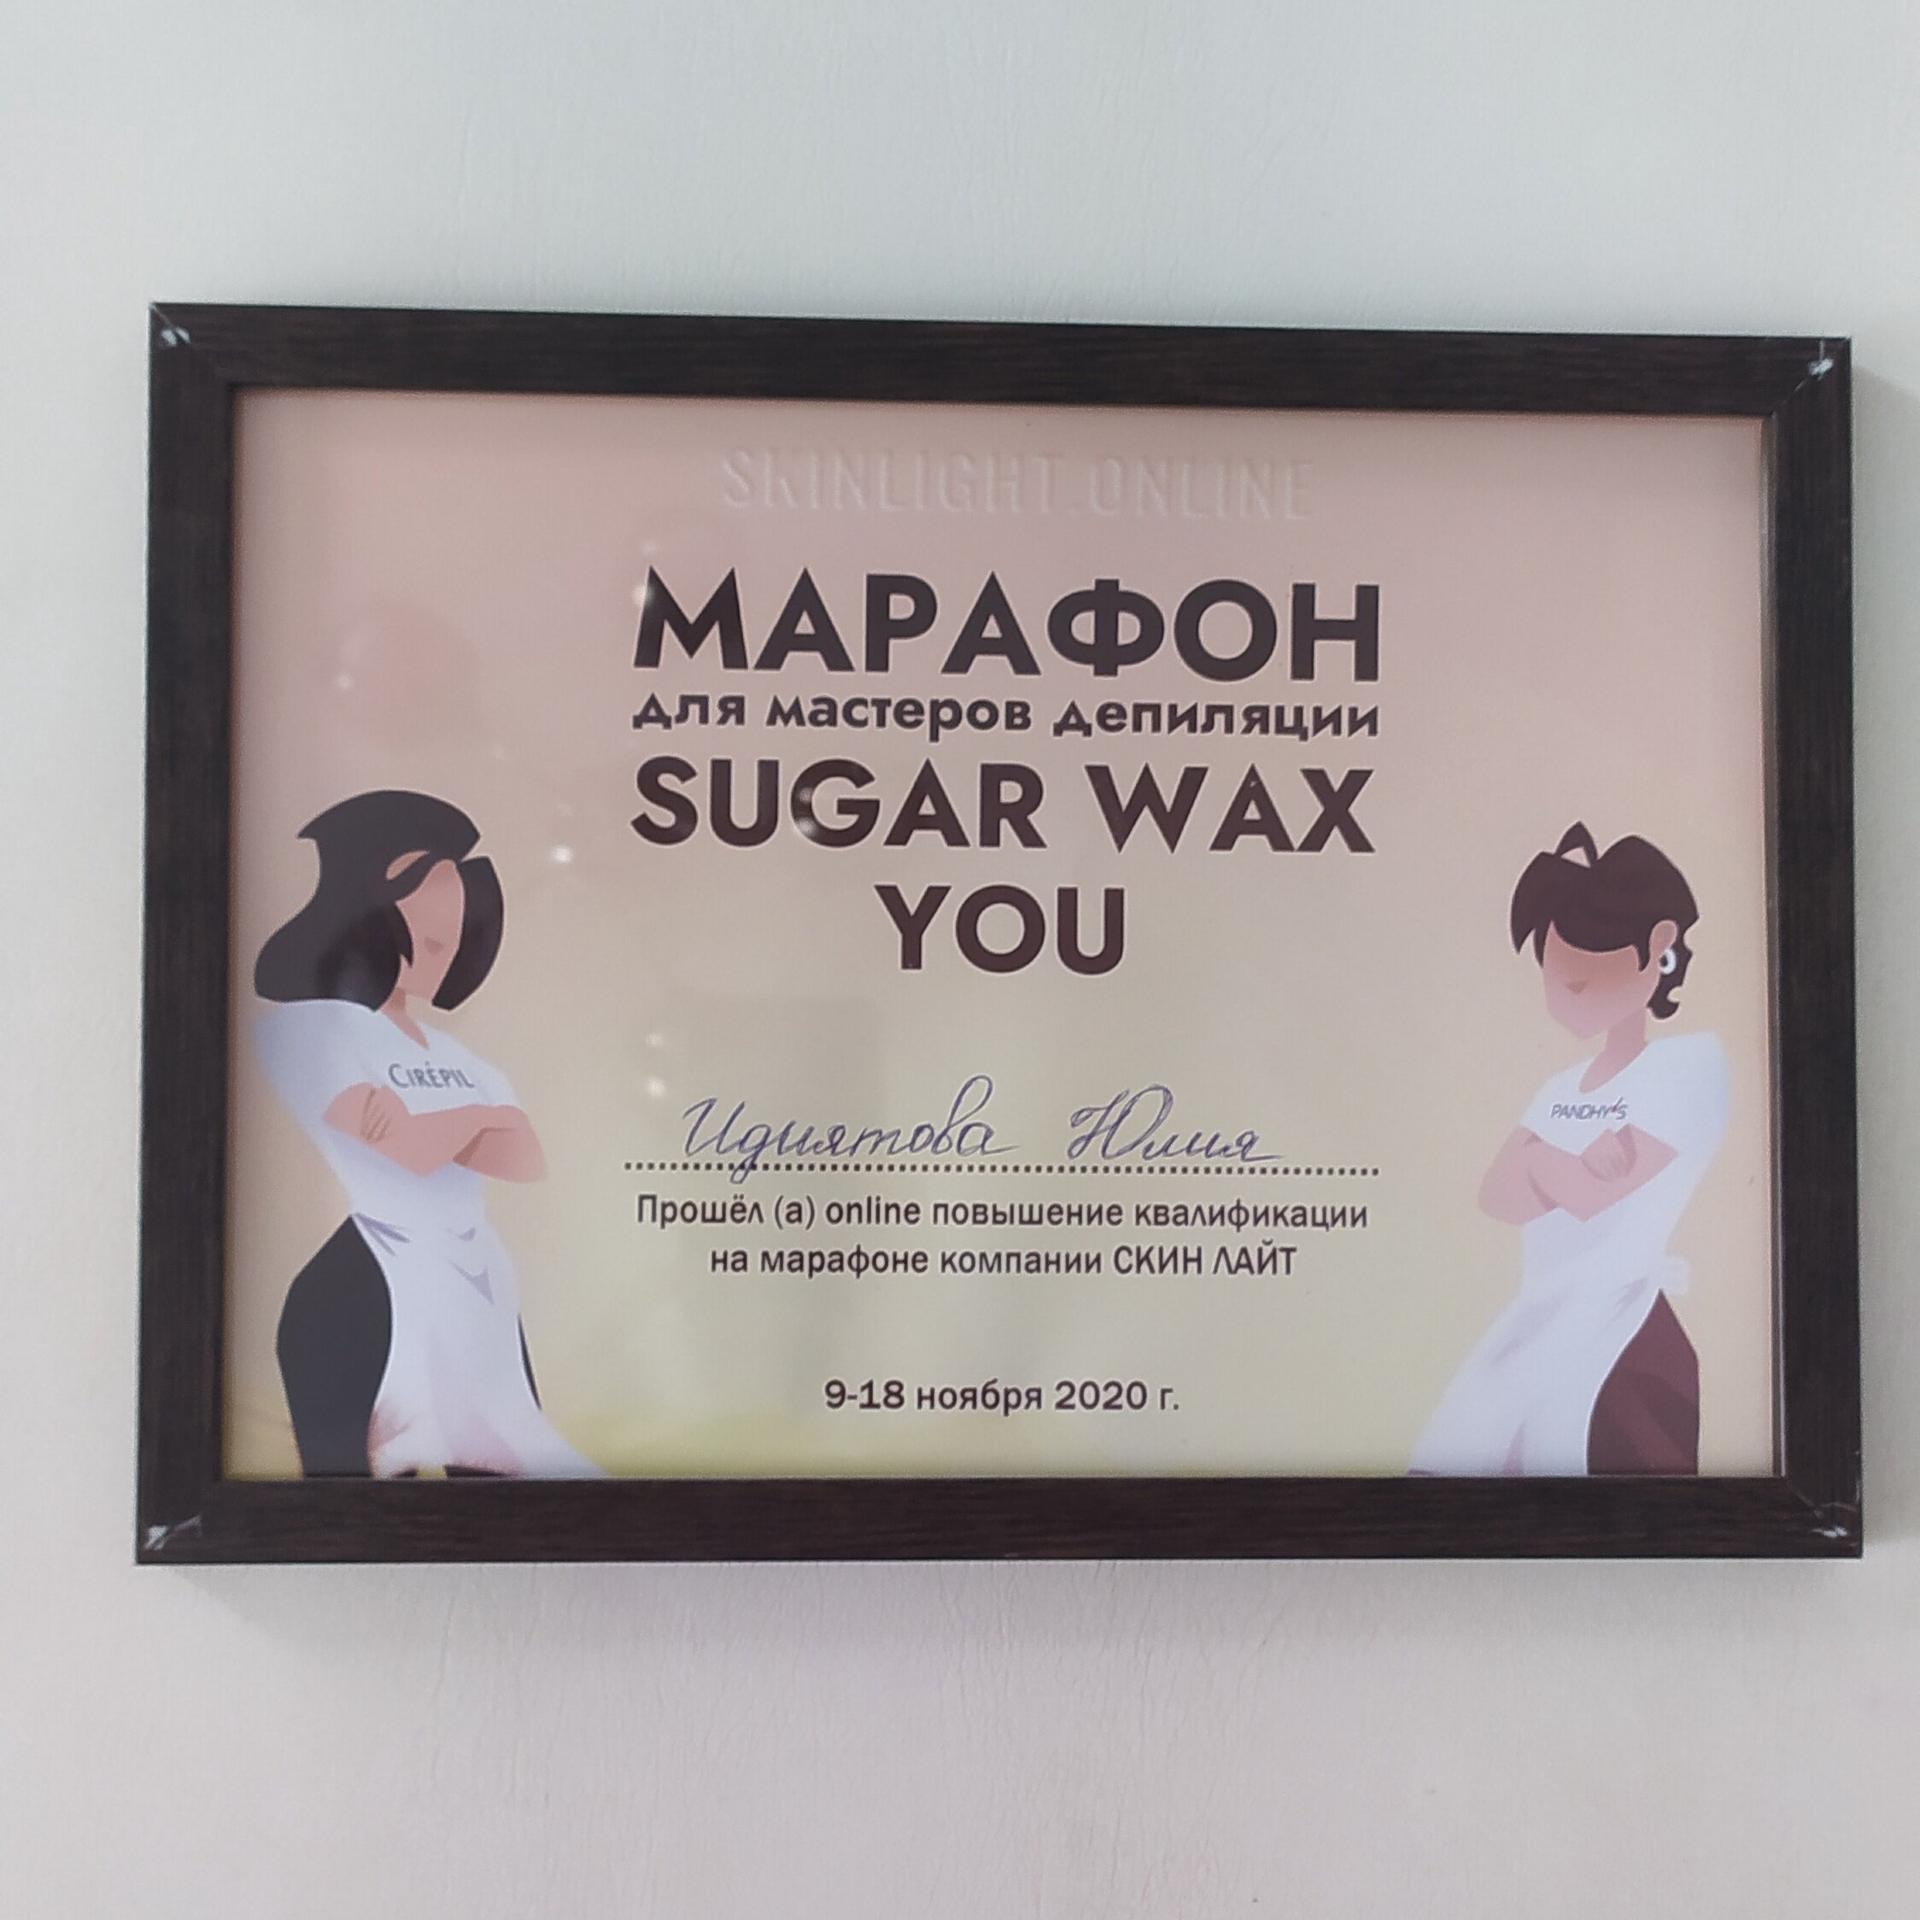 SKINLIGHT.ONLINE
МАРАФОН
для мастеров депиляции
SUGAR WAX
YOU
CIRÉPIL
PANDHY'S
Идиятова Юлия
Прошёл (а) online повышение квалификации
на марафоне компании СКИН ЛАЙТ
9-18 ноября 2020 г.